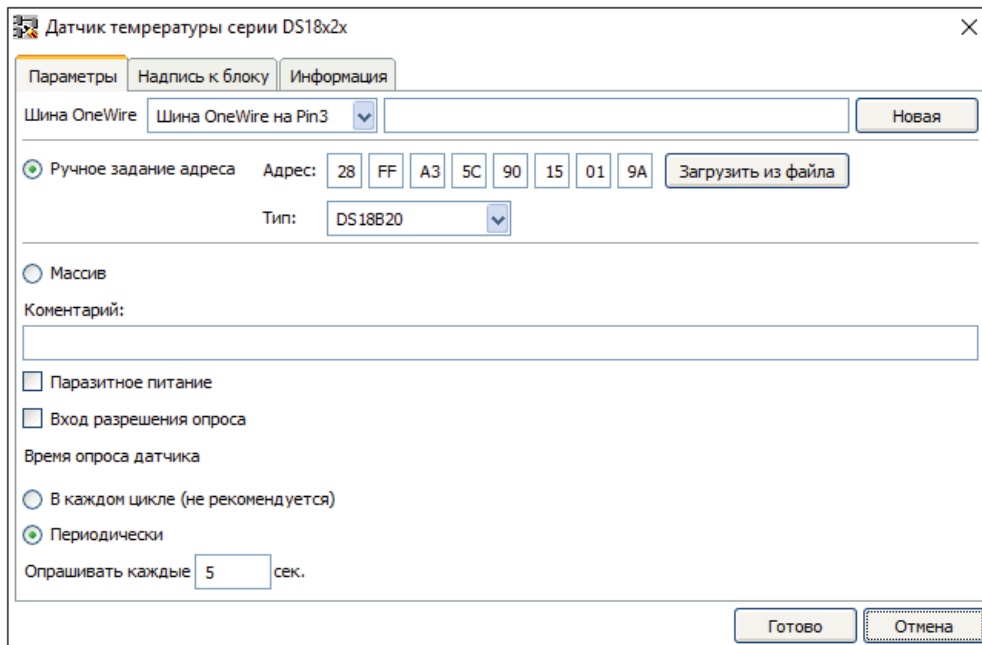 Датчик темрературы серии DS18x2x
Параметры Надпись к блоку Информация
Шина OneWire Шина OneWire на Pin3 Новая
Ручное задание адреса Адрес: 28 FF A3 5C 90 15 01 9A Загрузить из файла
Тип: DS18B20
Массив
Коментарий:
Паразитное питание
Вход разрешения опроса
Время опроса датчика
В каждом цикле (не рекомендуется)
Периодически
Опрашивать каждые 5 сек.
Готово Отмена